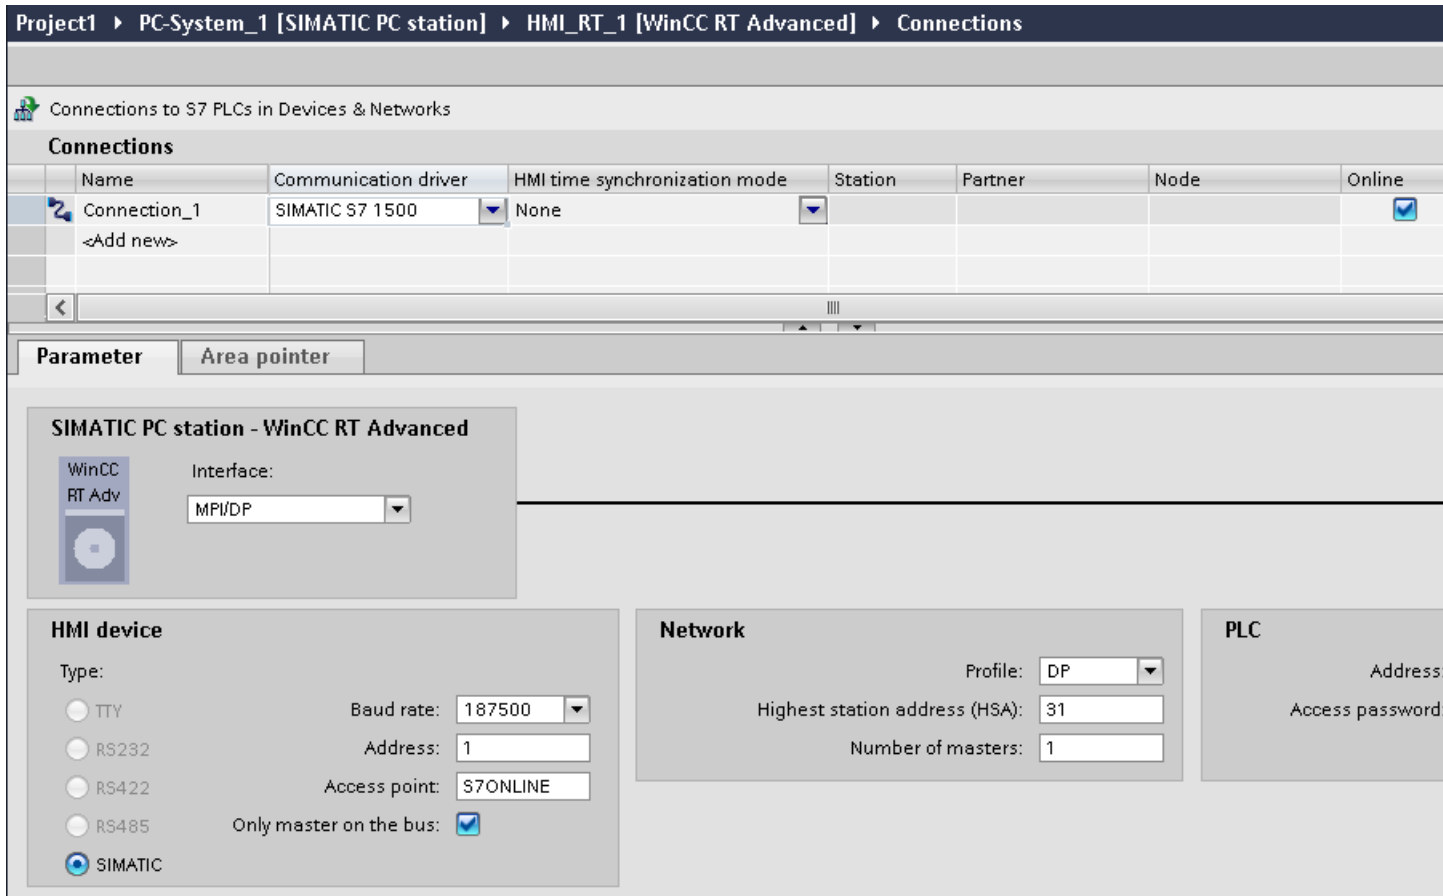 Project1 ▸ PC-System_1 [SIMATIC PC station] ▸ HMI_RT_1 [WinCC RT Advanced] ▸ Connections
Connections to S7 PLCs in Devices & Networks
Connections
Name Communication driver HMI time synchronization mode Station Partner Node Online
Connection_1 SIMATIC S7 1500 None
<Add new>
Parameter Area pointer
SIMATIC PC station - WinCC RT Advanced
WinCC
RT Adv
Interface:
MPI/DP
HMI device
Type:
TTY
RS232
RS422
RS485
SIMATIC
Baud rate: 187500
Address: 1
Access point: S7ONLINE
Only master on the bus:
Network
Profile: DP
Highest station address (HSA): 31
Number of masters: 1
PLC
Address:
Access password: